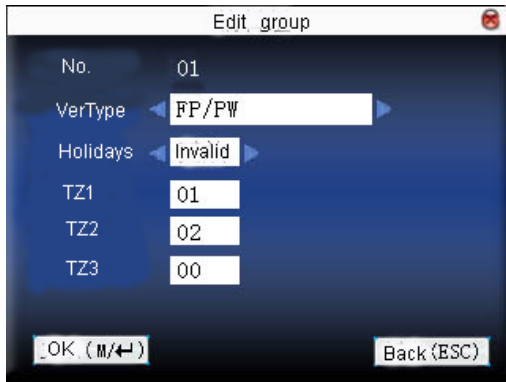 Edit group
No. 01
VerType FP/PW
Holidays Invalid
TZ1 01
TZ2 02
TZ3 00
OK (M/↵) Back (ESC)